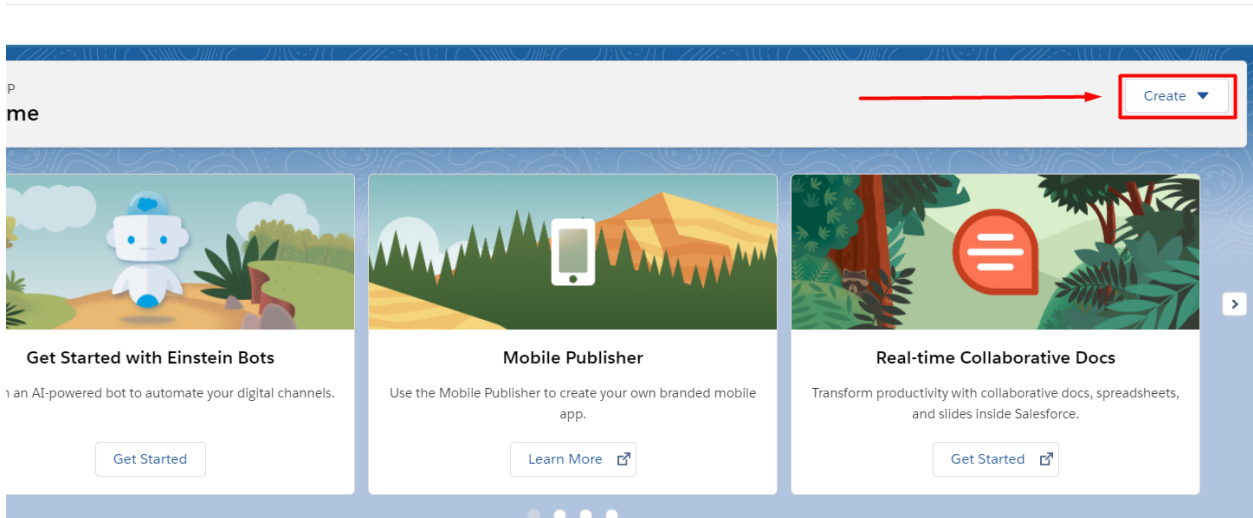 P
Create
me
Get Started with Einstein Bots
an AI-powered bot to automate your digital channels.
Get Started
Mobile Publisher
Use the Mobile Publisher to create your own branded mobile
app.
Learn More
Real-time Collaborative Docs
Transform productivity with collaborative docs, spreadsheets,
and slides inside Salesforce.
Get Started